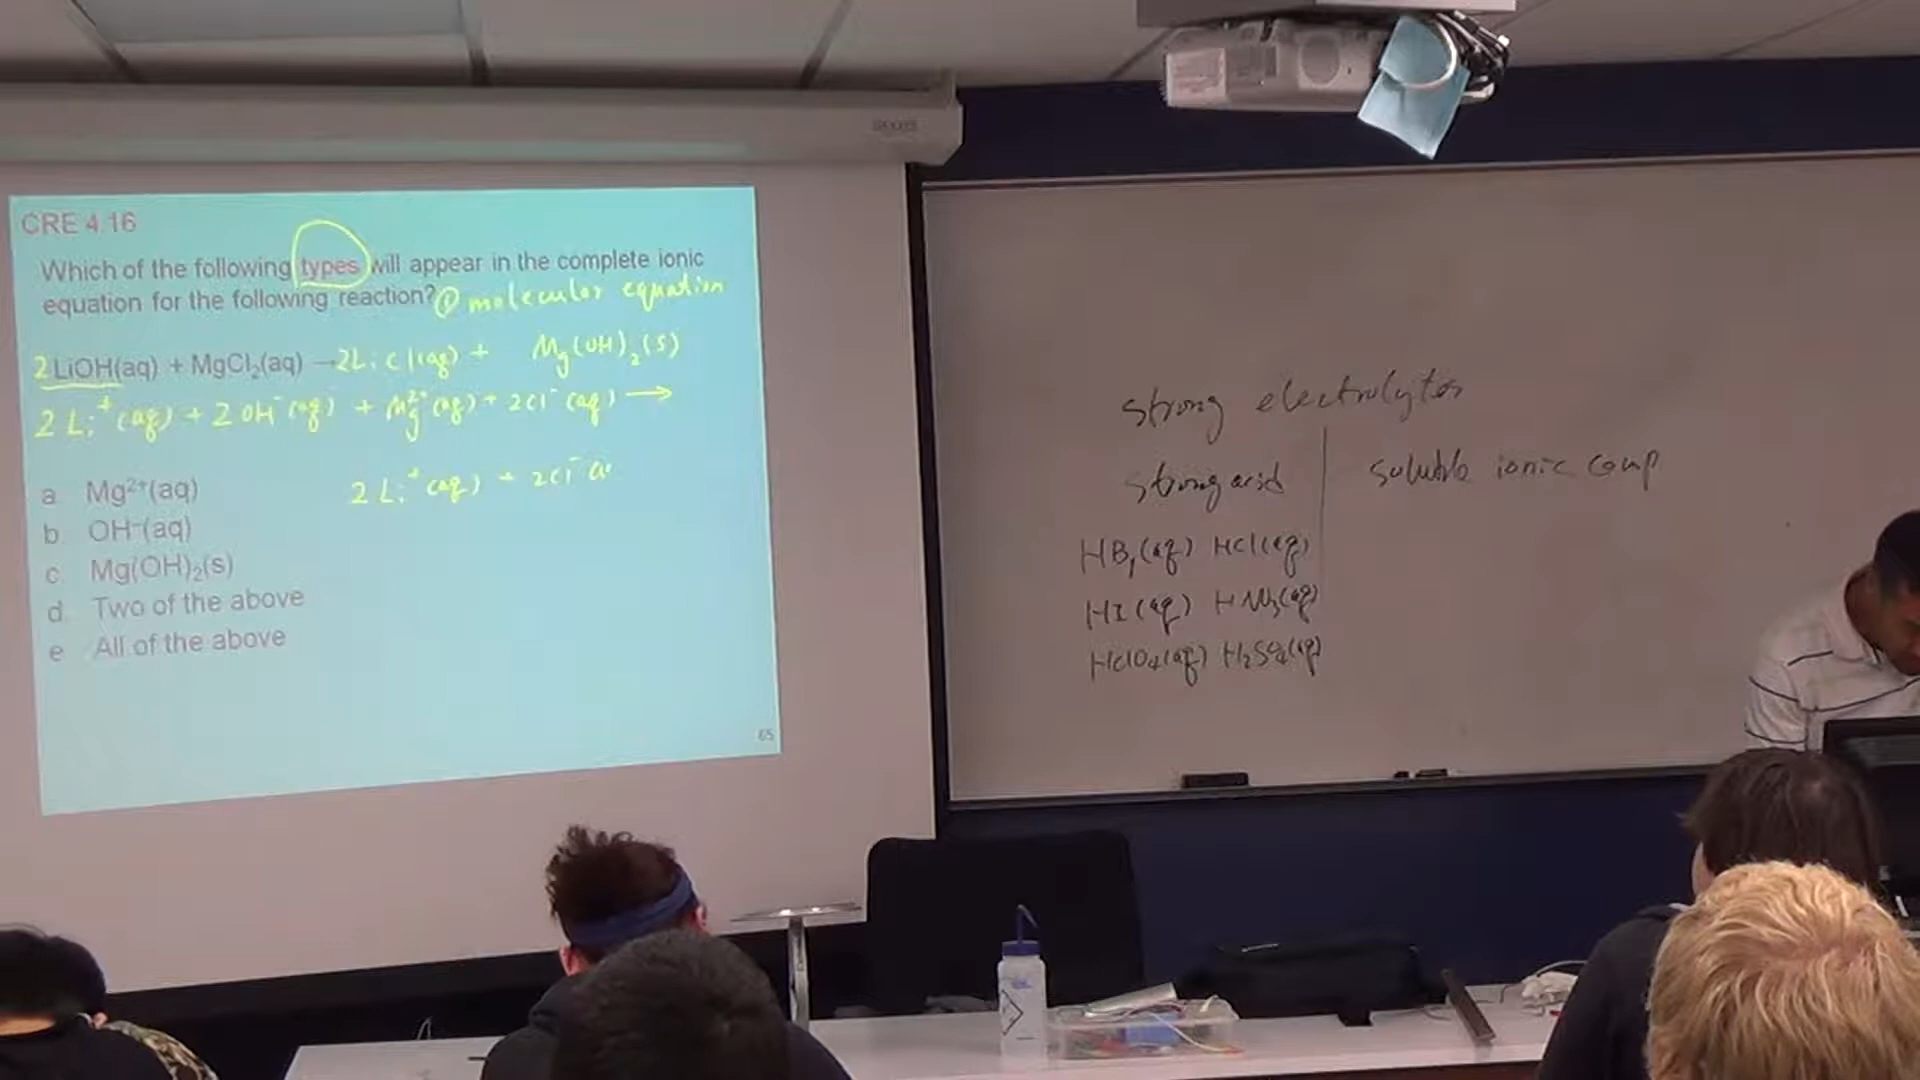 CRE 4.16
Which of the following types will appear in the complete ionic
equation for the following reaction? ① molecular equation
2 LiOH(aq) + MgCl₂(aq) → 2LiCl(aq) + Mg(OH)₂(s)
2 Li⁺(aq) + 2 OH⁻(aq) + Mg²⁺(aq) + 2Cl⁻(aq) →
2 Li⁺(aq) + 2Cl⁻ a
a Mg²⁺(aq)
b OH⁻(aq)
c Mg(OH)₂(s)
d. Two of the above
e All of the above
65
strong electrolytes
strong acid
soluble ionic comp
HBr(aq) HCl(aq)
HI(aq) HNO₃(aq)
HClO₄(aq) H₂SO₄(aq)